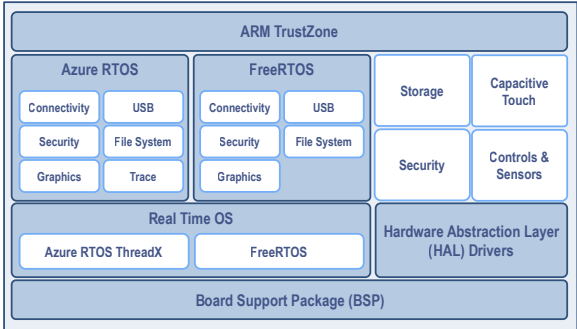 ARM TrustZone
Azure RTOS
Connectivity
USB
Security
File System
Graphics
Trace
FreeRTOS
Connectivity
USB
Security
File System
Graphics
Storage
Capacitive
Touch
Security
Controls &
Sensors
Real Time OS
Azure RTOS ThreadX
FreeRTOS
Hardware Abstraction Layer
(HAL) Drivers
Board Support Package (BSP)